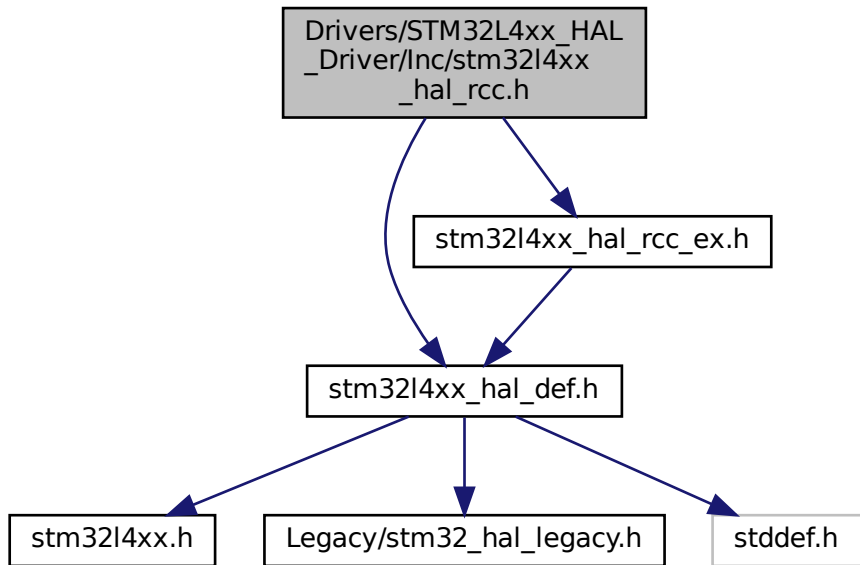 Drivers/STM32L4xx_HAL
_Driver/Inc/stm32l4xx
_hal_rcc.h
stm32l4xx_hal_rcc_ex.h
stm32l4xx_hal_def.h
stm32l4xx.h
Legacy/stm32_hal_legacy.h
stddef.h